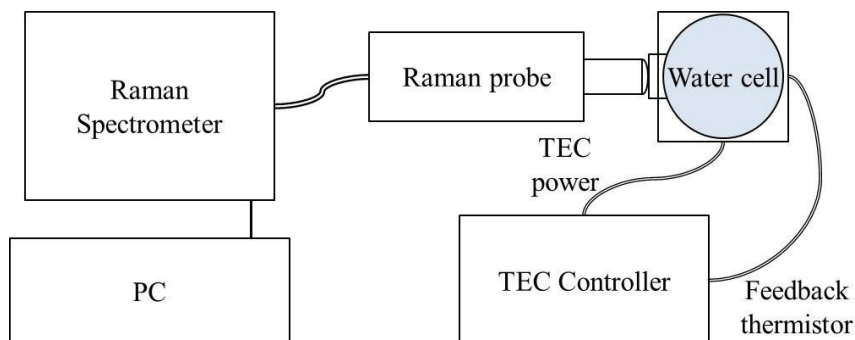 Raman
Spectrometer
Raman probe
Water cell
TEC
power
PC
TEC Controller
Feedback
thermistor